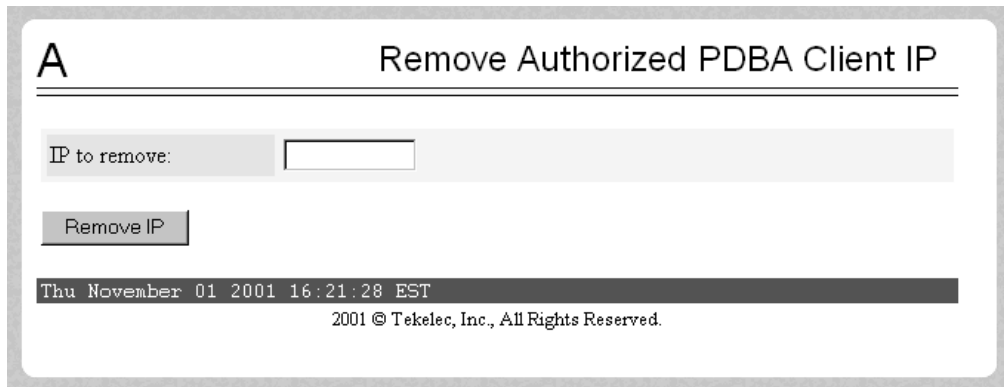 A
Remove Authorized PDBA Client IP
IP to remove:
Remove IP
Thu November 01 2001 16:21:28 EST
2001 © Tekelec, Inc., All Rights Reserved.